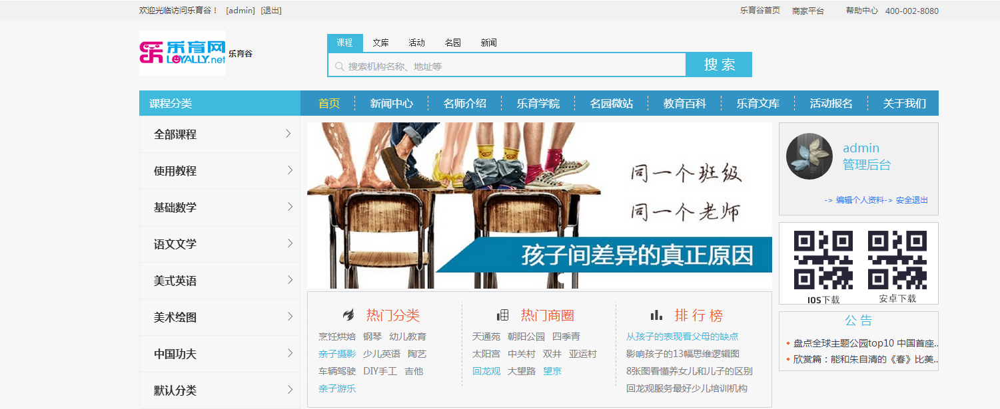 欢迎光临访问乐育谷！ [admin] [退出] 乐育谷首页 商家平台 帮助中心 400-002-8080
乐 乐育网 LOYALLY.net 乐育谷
课程 文库 活动 名园 新闻
搜索机构名称、地址等 搜 索
课程分类 首页 新闻中心 名师介绍 乐育学院 名园微站 教育百科 乐育文库 活动报名 关于我们
全部课程
使用教程
基础数学
语文文学
美式英语
美术绘图
中国功夫
默认分类
同一个班级
同一个老师
孩子间差异的真正原因
热门分类
烹饪烘焙 钢琴 幼儿教育
亲子摄影 少儿英语 陶艺
车辆驾驶 DIY手工 吉他
亲子游乐
热门商圈
天通苑 朝阳公园 四季青
太阳宫 中关村 双井 亚运村
回龙观 大望路 望京
排 行 榜
从孩子的表现看父母的缺点
影响孩子的13幅思维逻辑图
8张图看懂养女儿和儿子的区别
回龙观服务最好少儿培训机构
admin
管理后台
-> 编辑个人资料-> 安全退出
IOS下载 安卓下载
公 告
盘点全球主题公园top10 中国首座..
欣赏篇：能和朱自清的《春》比美..